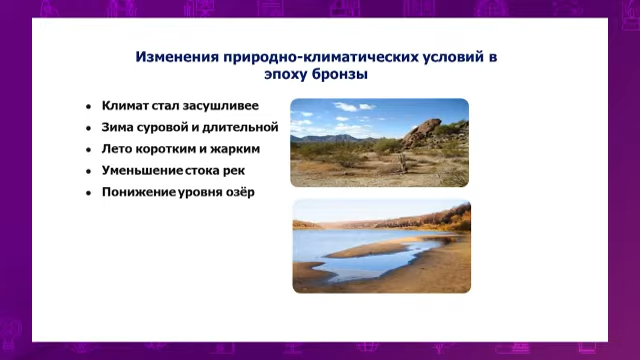 Изменения природно-климатических условий в
эпоху бронзы
• Климат стал засушливее
• Зима суровой и длительной
• Лето коротким и жарким
• Уменьшение стока рек
• Понижение уровня озёр